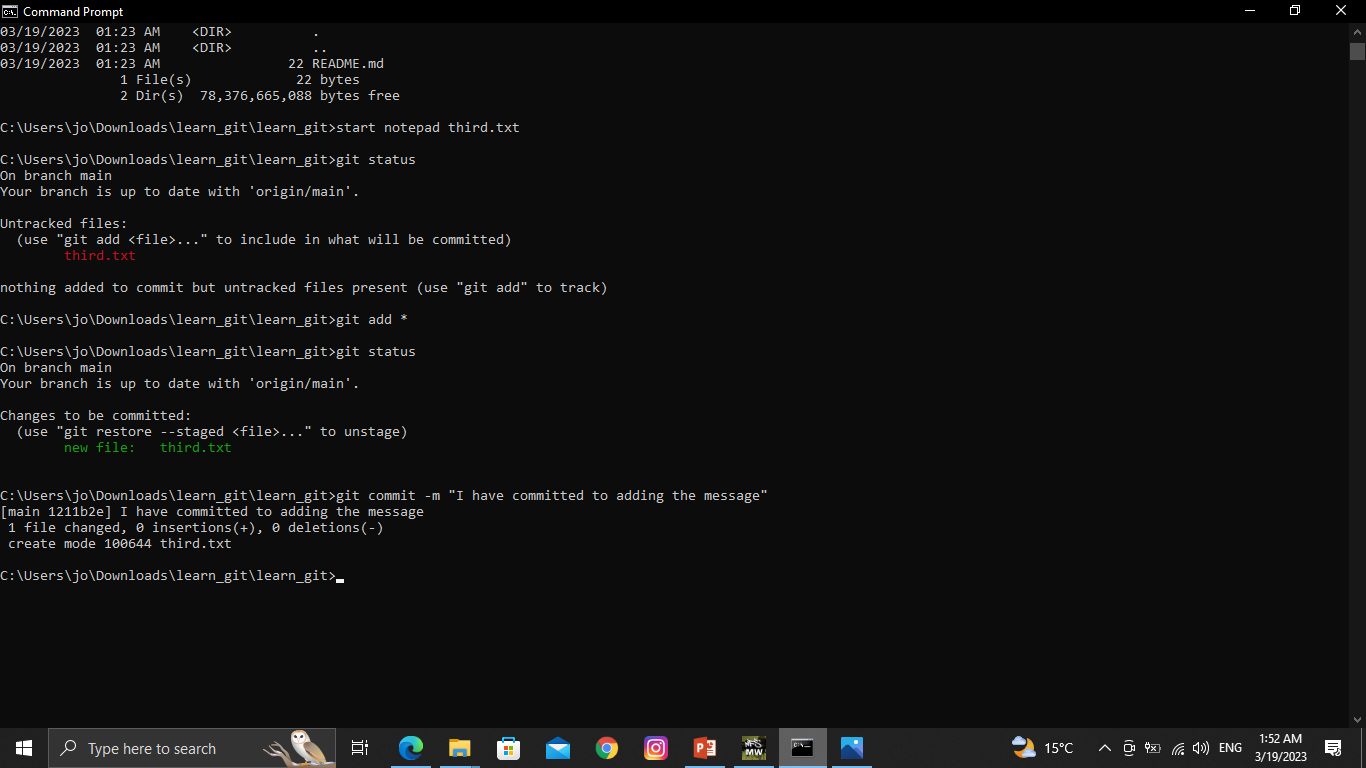 Command Prompt
03/19/2023  01:23 AM    <DIR>          .
03/19/2023  01:23 AM    <DIR>          ..
03/19/2023  01:23 AM                22 README.md
               1 File(s)             22 bytes
               2 Dir(s)  78,376,665,088 bytes free
C:\Users\jo\Downloads\learn_git\learn_git>start notepad third.txt
C:\Users\jo\Downloads\learn_git\learn_git>git status
On branch main
Your branch is up to date with 'origin/main'.
Untracked files:
  (use "git add <file>..." to include in what will be committed)
        third.txt
nothing added to commit but untracked files present (use "git add" to track)
C:\Users\jo\Downloads\learn_git\learn_git>git add *
C:\Users\jo\Downloads\learn_git\learn_git>git status
On branch main
Your branch is up to date with 'origin/main'.
Changes to be committed:
  (use "git restore --staged <file>..." to unstage)
        new file:   third.txt
C:\Users\jo\Downloads\learn_git\learn_git>git commit -m "I have committed to adding the message"
[main 1211b2e] I have committed to adding the message
 1 file changed, 0 insertions(+), 0 deletions(-)
 create mode 100644 third.txt
C:\Users\jo\Downloads\learn_git\learn_git>
Type here to search
NFS
MW
15°C
ENG
1:52 AM
3/19/2023